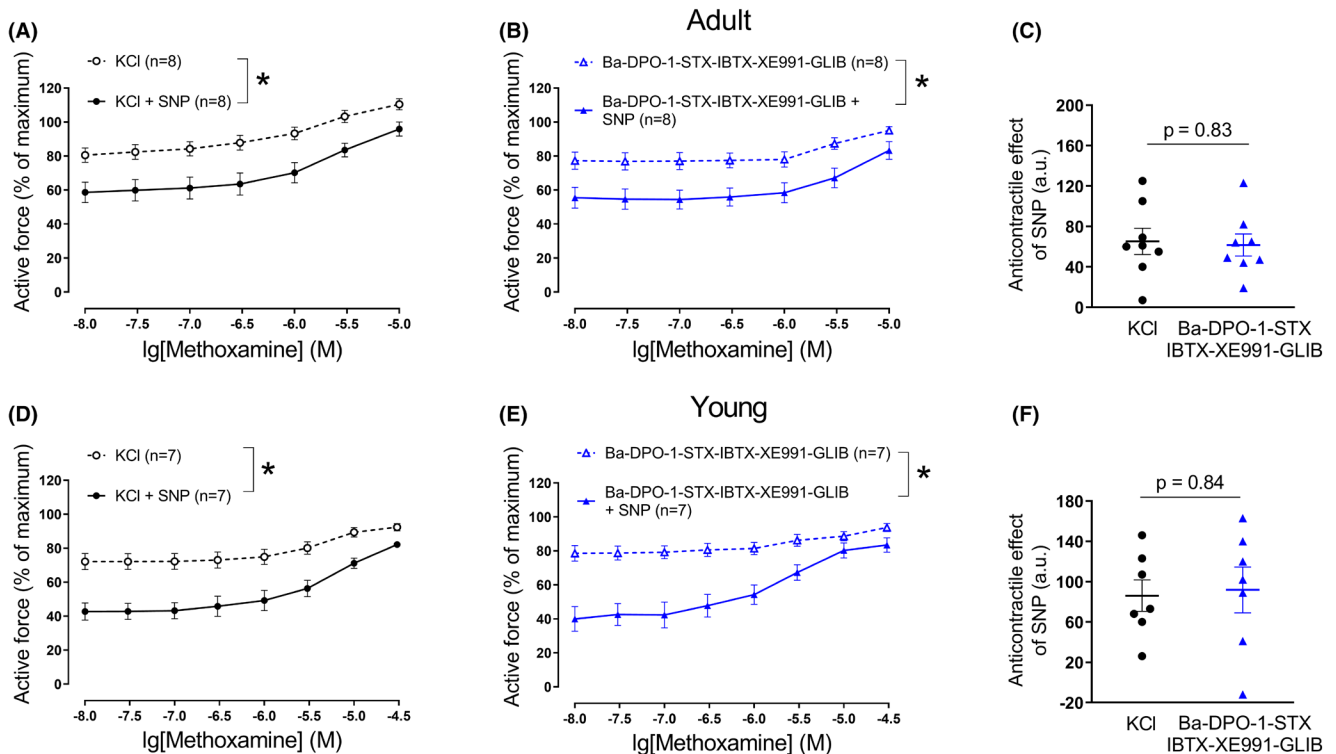 Adult
(A)
KCl (n=8)
KCl + SNP (n=8)
*
Active force (% of maximum)
120
100
80
60
40
20
0
-8.0 -7.5 -7.0 -6.5 -6.0 -5.5 -5.0
lg[Methoxamine] (M)
(B)
Ba-DPO-1-STX-IBTX-XE991-GLIB (n=8)
Ba-DPO-1-STX-IBTX-XE991-GLIB +
SNP (n=8)
*
Active force (% of maximum)
120
100
80
60
40
20
0
-8.0 -7.5 -7.0 -6.5 -6.0 -5.5 -5.0
lg[Methoxamine] (M)
(C)
Anticontractile effect
of SNP (a.u.)
200
160
120
80
40
0
p = 0.83
KCl Ba-DPO-1-STX
IBTX-XE991-GLIB
Young
(D)
KCl (n=7)
KCl + SNP (n=7)
*
Active force (% of maximum)
120
100
80
60
40
20
0
-8.0 -7.5 -7.0 -6.5 -6.0 -5.5 -5.0 -4.5
lg[Methoxamine] (M)
(E)
Ba-DPO-1-STX-IBTX-XE991-GLIB (n=7)
Ba-DPO-1-STX-IBTX-XE991-GLIB
+ SNP (n=7)
*
Active force (% of maximum)
120
100
80
60
40
20
0
-8.0 -7.5 -7.0 -6.5 -6.0 -5.5 -5.0 -4.5
lg[Methoxamine] (M)
(F)
Anticontractile effect
of SNP (a.u.)
180
140
100
60
20
-20
p = 0.84
KCl Ba-DPO-1-STX
IBTX-XE991-GLIB